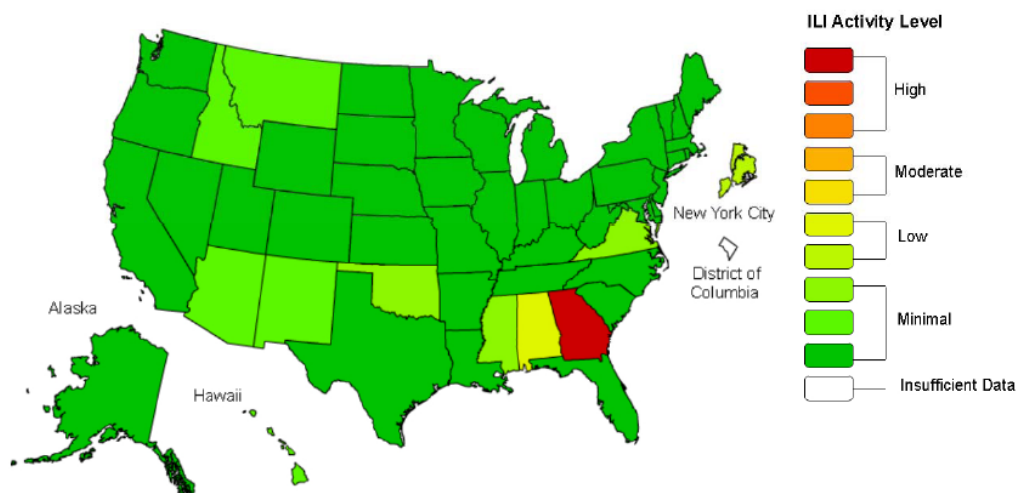 ILI Activity Level
High
Moderate
Low
Minimal
Insufficient Data
New York City
District of
Columbia
Alaska
Hawaii